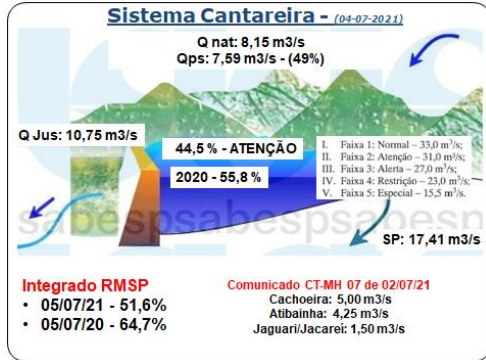 Sistema Cantareira - (04-07-2021)
Q nat: 8,15 m3/s
Qps: 7,59 m3/s - (49%)
Q Jus: 10,75 m3/s
44,5 % - ATENÇÃO
2020 - 55,8 %
I. Faixa 1: Normal – 33,0 m³/s;
II. Faixa 2: Atenção – 31,0 m³/s;
III. Faixa 3: Alerta – 27,0 m³/s;
IV. Faixa 4: Restrição – 23,0 m³/s;
V. Faixa 5: Especial – 15,5 m³/s.
sabespsabespsabesp
SP: 17,41 m3/s
Integrado RMSP
• 05/07/21 - 51,6%
• 05/07/20 - 64,7%
Comunicado CT-MH 07 de 02/07/21
Cachoeira: 5,00 m3/s
Atibainha: 4,25 m3/s
Jaguari/Jacarei: 1,50 m3/s